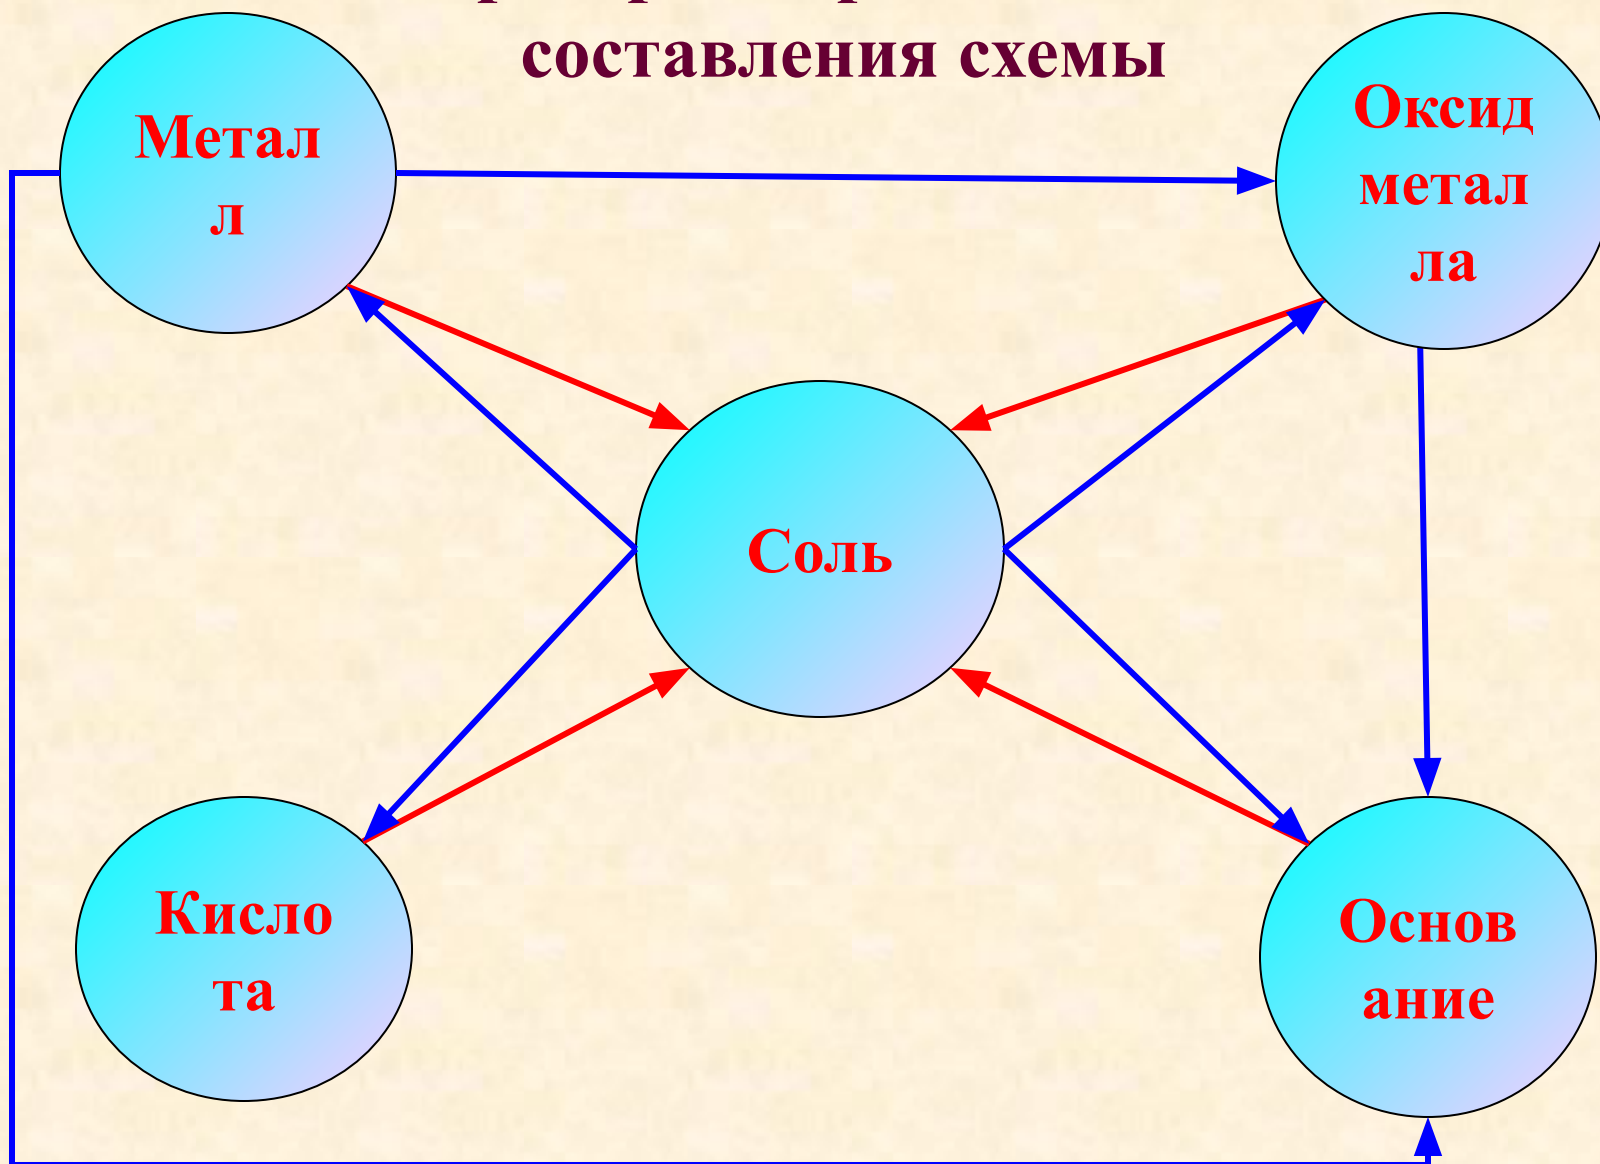 составления схемы
Метал
л
Оксид
метал
ла
Соль
Кисло
та
Основ
ание